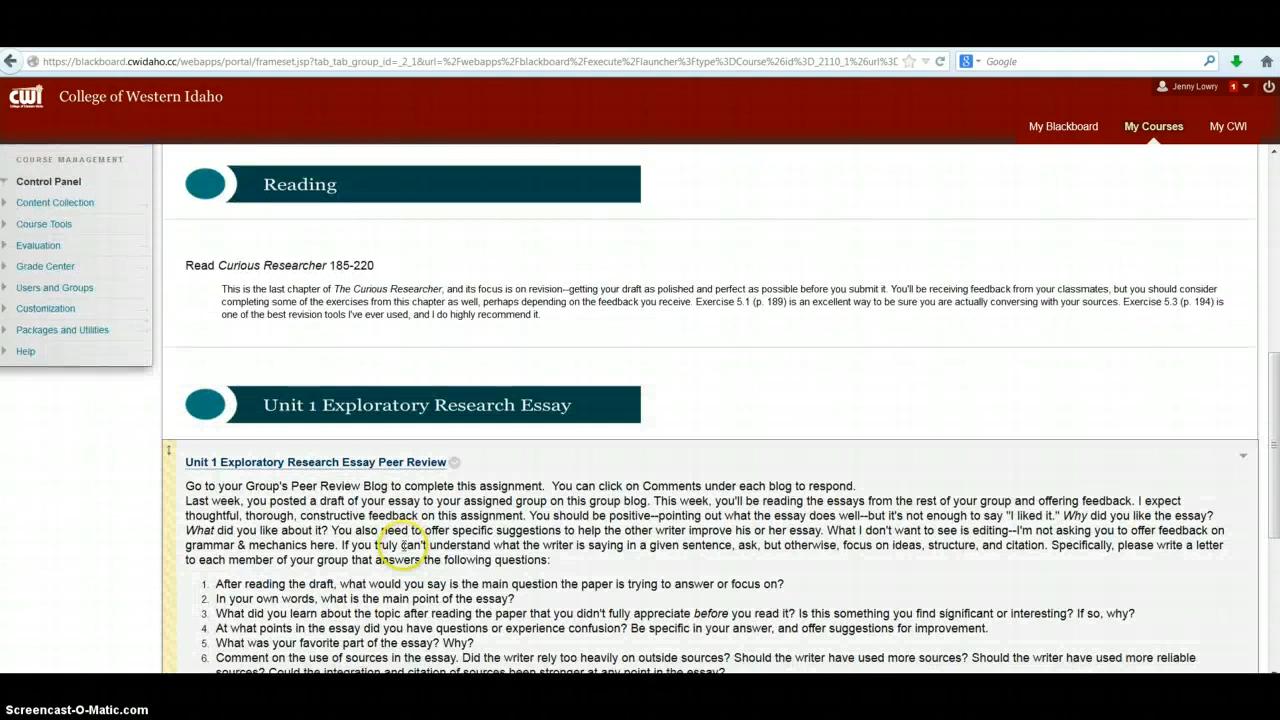 https://blackboard.cwidaho.cc/webapps/portal/frameset.jsp?tab_tab_group_id=_2_1&url=%2Fwebapps%2Fblackboard%2Fexecute%2Flauncher%3Ftype%3DCourse%26id%3D_2110_1%26url%3D
Google
CWI
College of Western Idaho
College of Western Idaho
Jenny Lowry 1
My Blackboard My Courses My CWI
COURSE MANAGEMENT
Control Panel
Content Collection
Course Tools
Evaluation
Grade Center
Users and Groups
Customization
Packages and Utilities
Help
Reading
Read Curious Researcher 185-220
This is the last chapter of The Curious Researcher, and its focus is on revision--getting your draft as polished and perfect as possible before you submit it. You'll be receiving feedback from your classmates, but you should consider
completing some of the exercises from this chapter as well, perhaps depending on the feedback you receive. Exercise 5.1 (p. 189) is an excellent way to be sure you are actually conversing with your sources. Exercise 5.3 (p. 194) is
one of the best revision tools I've ever used, and I do highly recommend it.
Unit 1 Exploratory Research Essay
Unit 1 Exploratory Research Essay Peer Review
Go to your Group's Peer Review Blog to complete this assignment. You can click on Comments under each blog to respond.
Last week, you posted a draft of your essay to your assigned group on this group blog. This week, you'll be reading the essays from the rest of your group and offering feedback. I expect
thoughtful, thorough, constructive feedback on this assignment. You should be positive--pointing out what the essay does well--but it's not enough to say "I liked it." Why did you like the essay?
What did you like about it? You also need to offer specific suggestions to help the other writer improve his or her essay. What I don't want to see is editing--I'm not asking you to offer feedback on
grammar & mechanics here. If you truly can't understand what the writer is saying in a given sentence, ask, but otherwise, focus on ideas, structure, and citation. Specifically, please write a letter
to each member of your group that answers the following questions:
1. After reading the draft, what would you say is the main question the paper is trying to answer or focus on?
2. In your own words, what is the main point of the essay?
3. What did you learn about the topic after reading the paper that you didn't fully appreciate before you read it? Is this something you find significant or interesting? If so, why?
4. At what points in the essay did you have questions or experience confusion? Be specific in your answer, and offer suggestions for improvement.
5. What was your favorite part of the essay? Why?
6. Comment on the use of sources in the essay. Did the writer rely too heavily on outside sources? Should the writer have used more sources? Should the writer have used more reliable
sources? Could the integration and citation of sources been stronger at any point in the essay?
Screencast-O-Matic.com